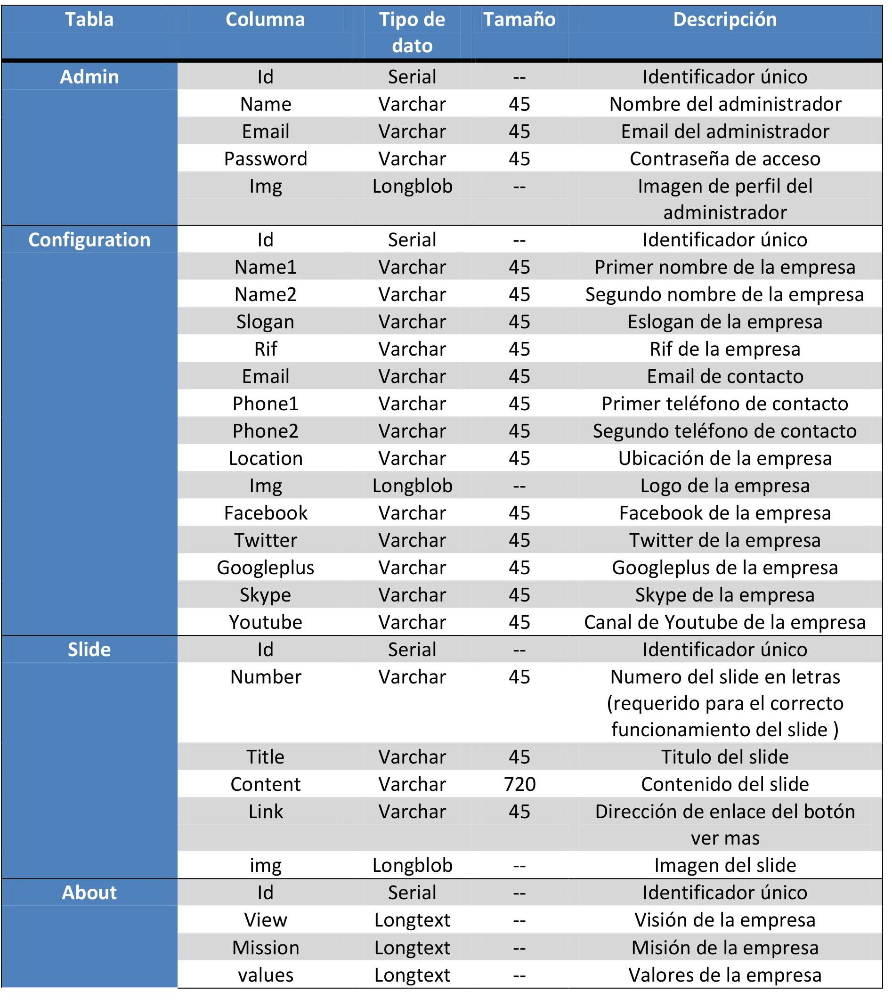 Tabla Columna Tipo de Tamaño Descripción
dato
Admin Id Serial -- Identificador único
Name Varchar 45 Nombre del administrador
Email Varchar 45 Email del administrador
Password Varchar 45 Contraseña de acceso
Img Longblob -- Imagen de perfil del
administrador
Configuration Id Serial -- Identificador único
Name1 Varchar 45 Primer nombre de la empresa
Name2 Varchar 45 Segundo nombre de la empresa
Slogan Varchar 45 Eslogan de la empresa
Rif Varchar 45 Rif de la empresa
Email Varchar 45 Email de contacto
Phone1 Varchar 45 Primer teléfono de contacto
Phone2 Varchar 45 Segundo teléfono de contacto
Location Varchar 45 Ubicación de la empresa
Img Longblob -- Logo de la empresa
Facebook Varchar 45 Facebook de la empresa
Twitter Varchar 45 Twitter de la empresa
Googleplus Varchar 45 Googleplus de la empresa
Skype Varchar 45 Skype de la empresa
Youtube Varchar 45 Canal de Youtube de la empresa
Slide Id Serial -- Identificador único
Number Varchar 45 Numero del slide en letras
(requerido para el correcto
funcionamiento del slide )
Title Varchar 45 Titulo del slide
Content Varchar 720 Contenido del slide
Link Varchar 45 Dirección de enlace del botón
ver mas
img Longblob -- Imagen del slide
About Id Serial -- Identificador único
View Longtext -- Visión de la empresa
Mission Longtext -- Misión de la empresa
values Longtext -- Valores de la empresa